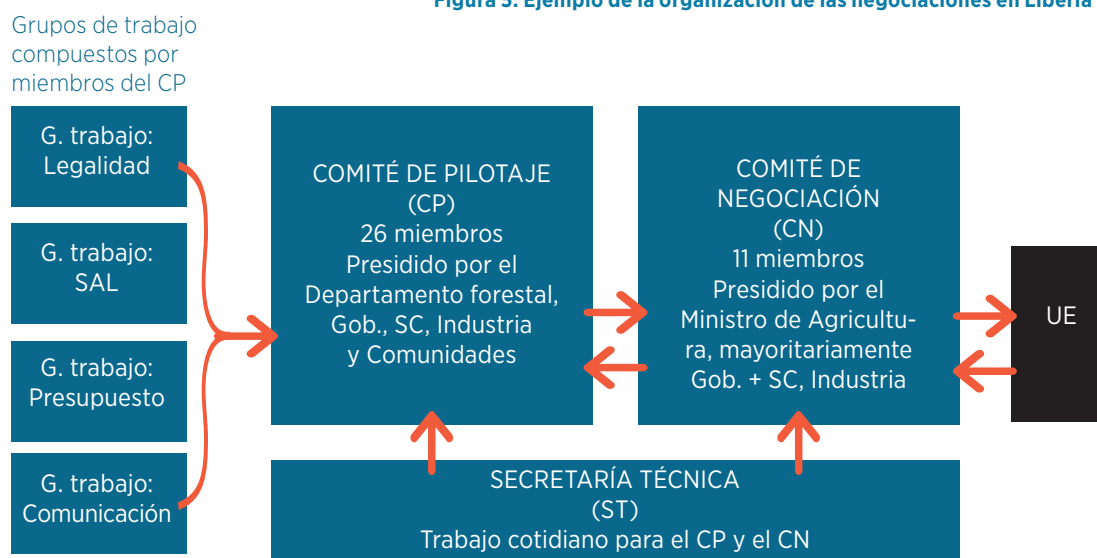 Figura 5: Ejemplo de la organización de las negociaciones en Liberia
Grupos de trabajo
compuestos por
miembros del CP
G. trabajo:
Legalidad
G. trabajo:
SAL
G. trabajo:
Presupuesto
G. trabajo:
Comunicación
COMITÉ DE PILOTAJE
(CP)
26 miembros
Presidido por el
Departamento forestal,
Gob., SC, Industria
y Comunidades
COMITÉ DE
NEGOCIACIÓN
(CN)
11 miembros
Presidido por el
Ministro de Agricultu-
ra, mayoritariamente
Gob. + SC, Industria
UE
SECRETARÍA TÉCNICA
(ST)
Trabajo cotidiano para el CP y el CN